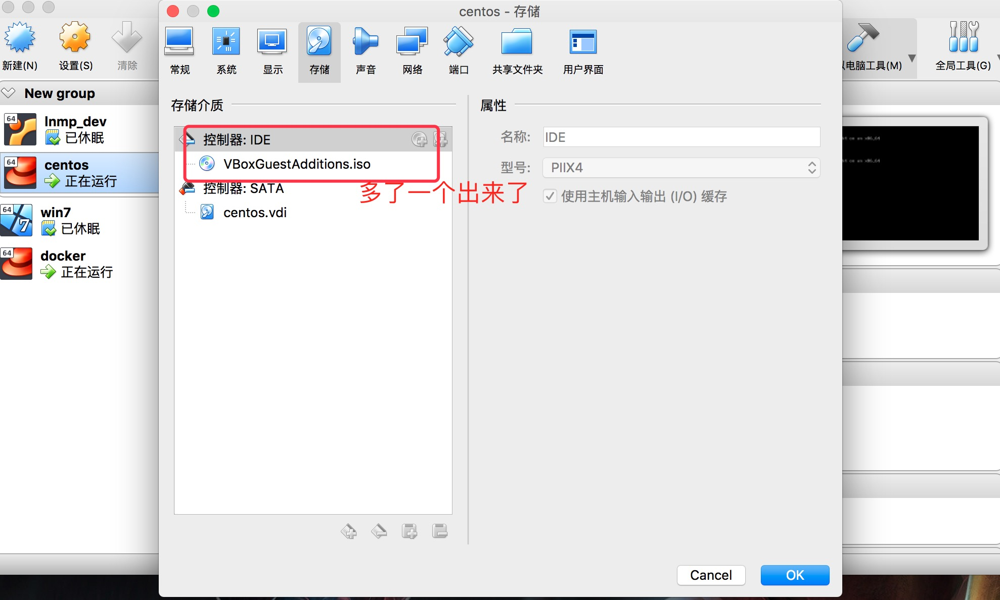 centos - 存储
新建(N)
设置(S)
清除
常规
系统
显示
存储
声音
网络
端口
共享文件夹
用户界面
电脑工具(M)
全局工具(G)
New group
64
lnmp_dev
已休眠
64
centos
正在运行
64
7
win7
已休眠
64
docker
正在运行
存储介质
控制器: IDE
VBoxGuestAdditions.iso
控制器: SATA
centos.vdi
多了一个出来了
属性
名称:
IDE
型号:
PIIX4
使用主机输入输出 (I/O) 缓存
Cancel
OK